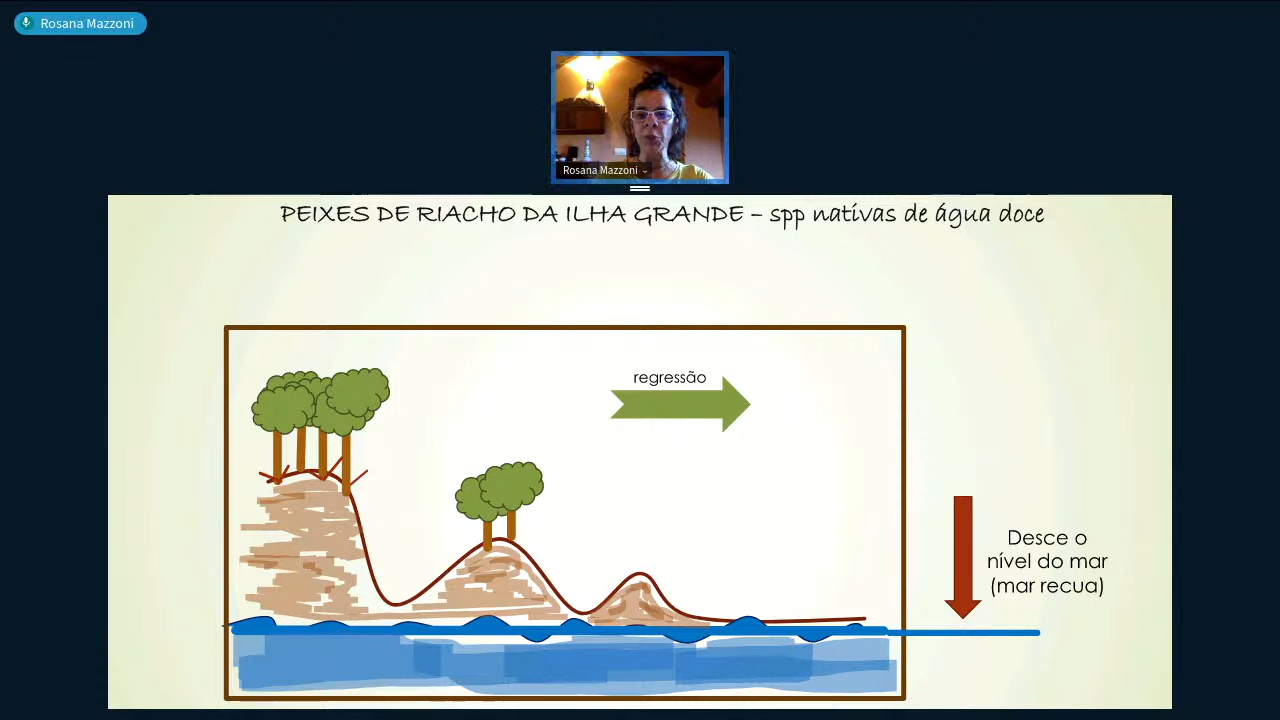 Rosana Mazzoni
Rosana Mazzoni
PEIXES DE RIACHO DA ILHA GRANDE – spp nativas de água doce
regressão
Desce o
nível do mar
(mar recua)